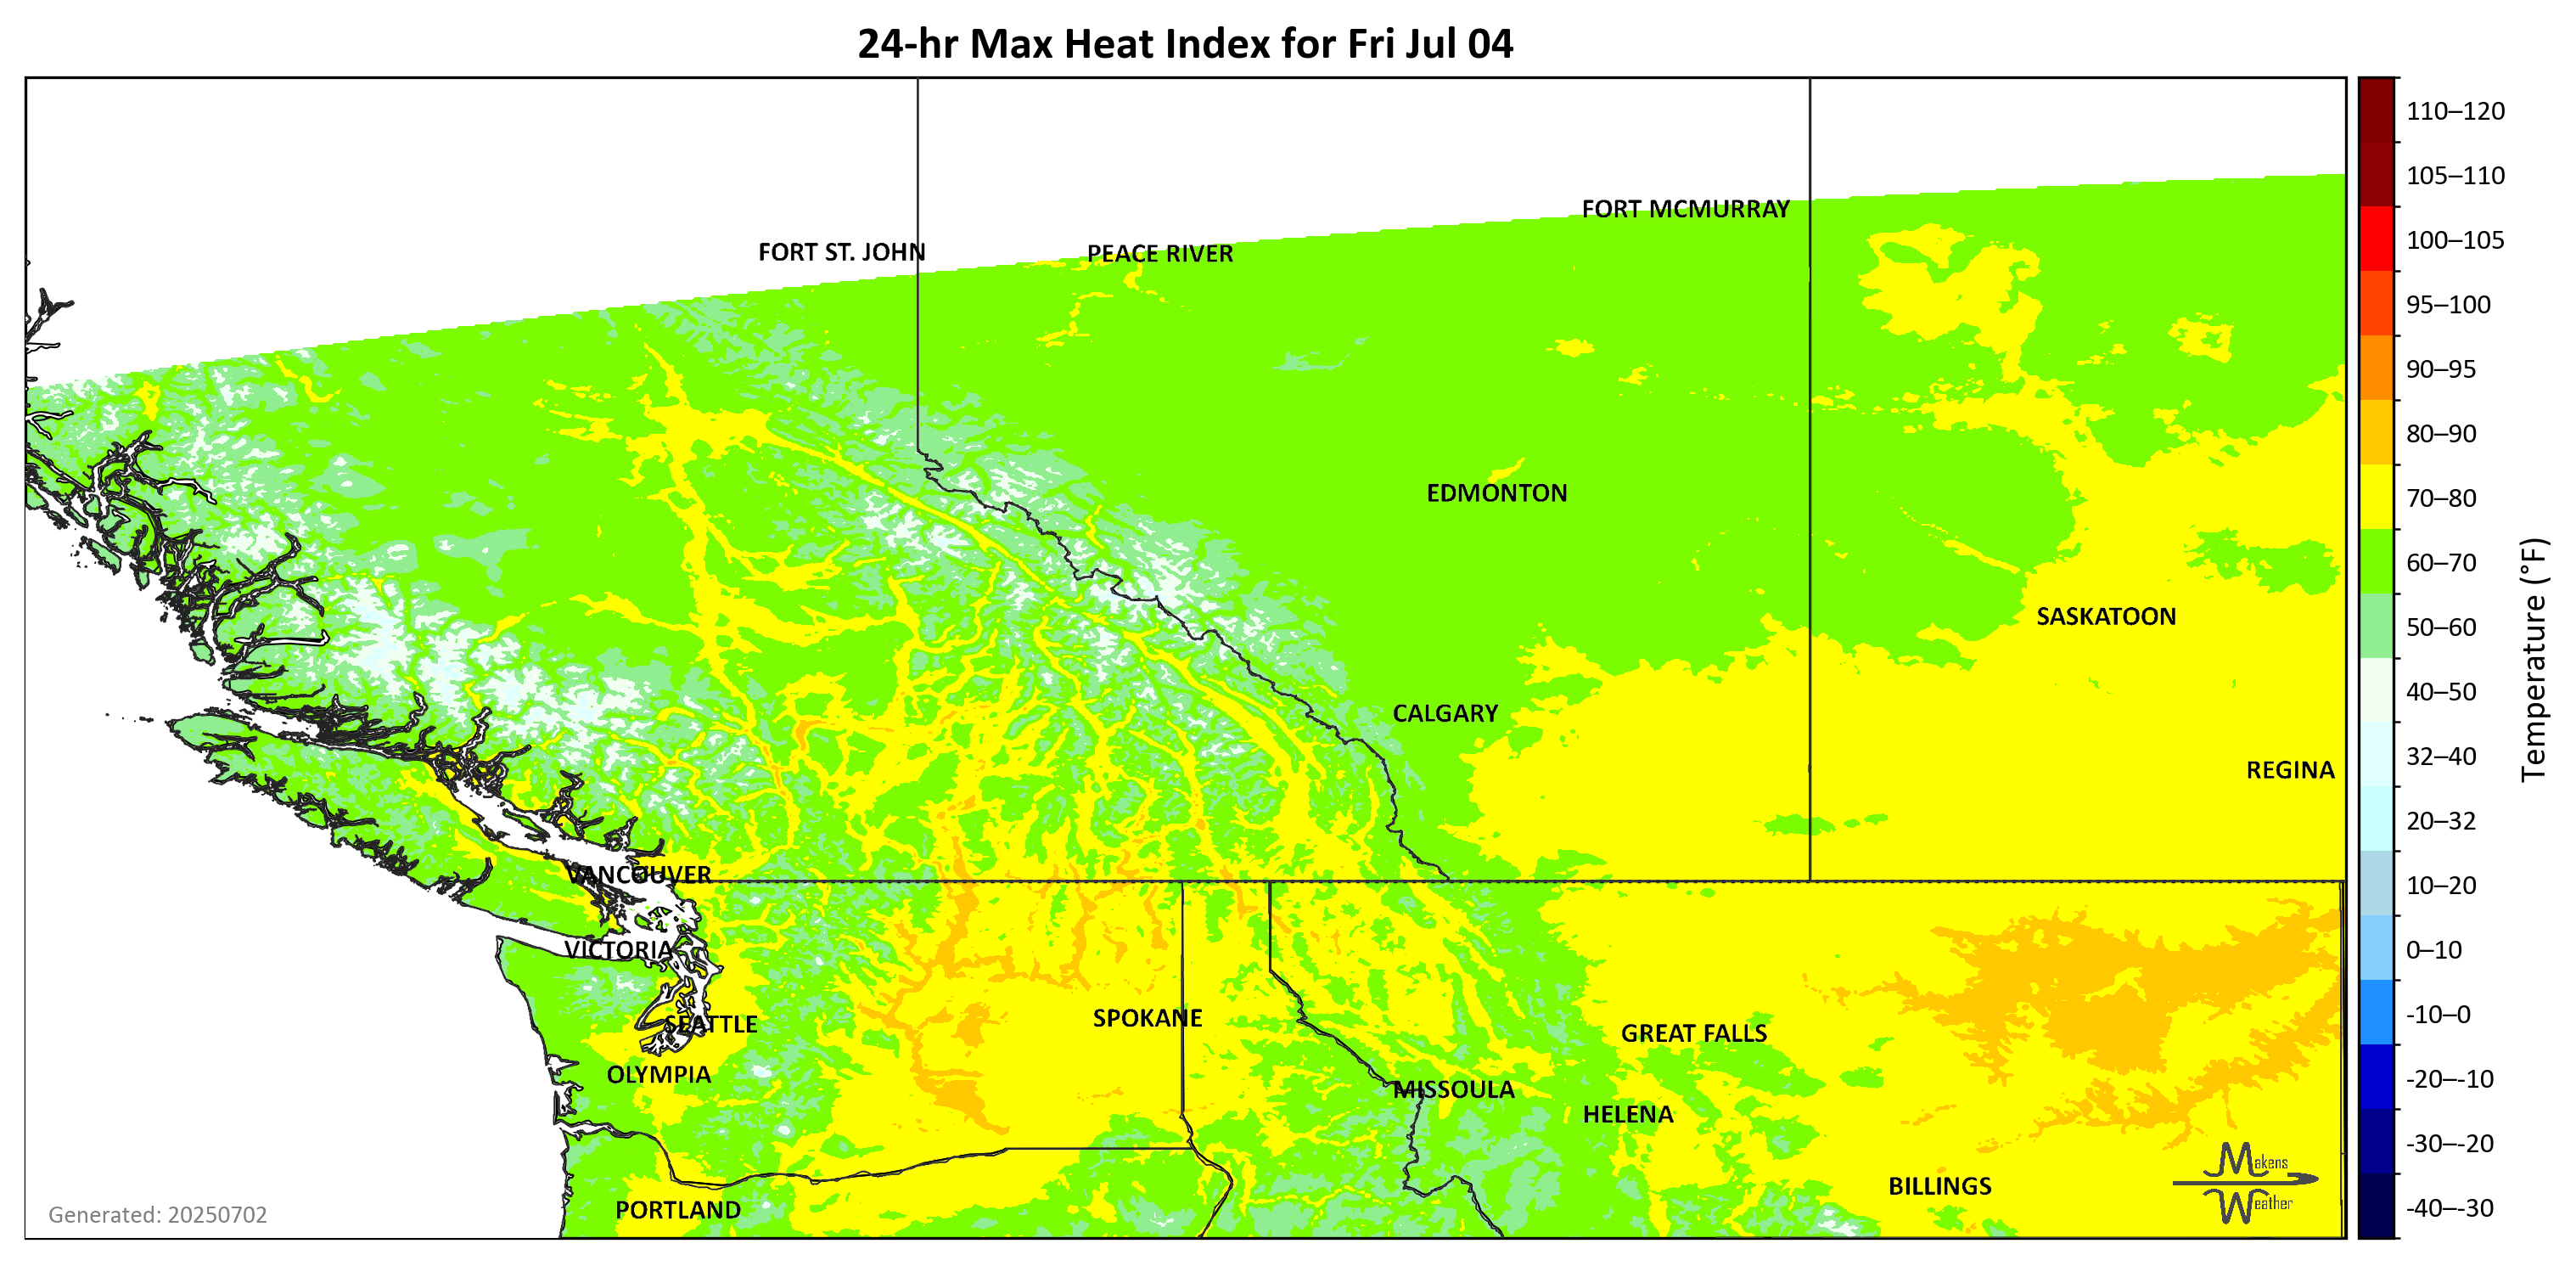 24-hr Max Heat Index for Fri Jul 04
110–120
105–110
FORT MCMURRAY
100–105
FORT ST. JOHN
PEACE RIVER
95–100
90–95
80–90
EDMONTON
70–80
60–70
SASKATOON
50–60
Temperature (°F)
40–50
CALGARY
32–40
REGINA
20–32
VANCOUVER
10–20
VICTORIA
0–10
SEATTLE
SPOKANE
-10–0
GREAT FALLS
OLYMPIA
MISSOULA
-20–-10
HELENA
-30–-20
Makens
Weather
BILLINGS
PORTLAND
-40–-30
Generated: 20250702